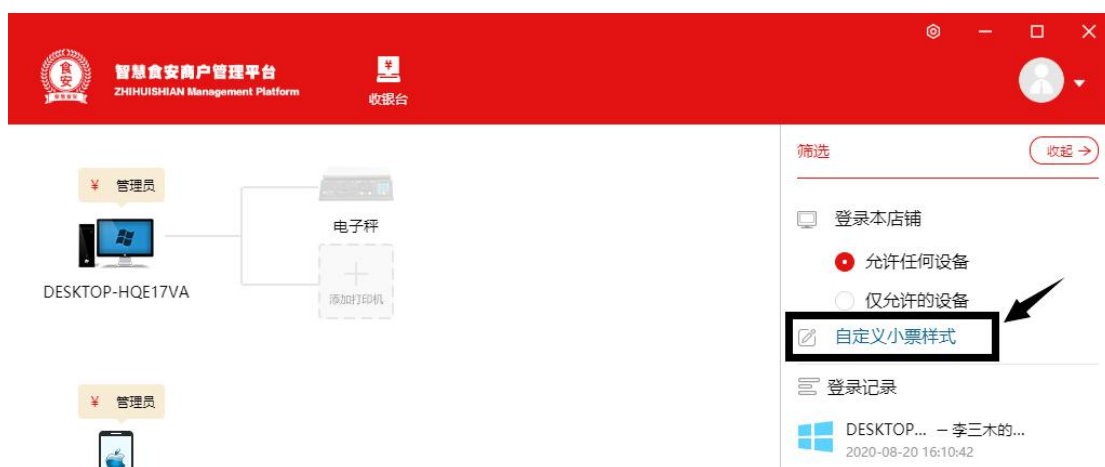 食安
智慧食安
智慧食安商户管理平台
ZHIHUISHIAN Management Platform
¥
收银台
筛选
收起
¥ 管理员
电子秤
添加打印机
DESKTOP-HQE17VA
登录本店铺
允许任何设备
仅允许的设备
自定义小票样式
登录记录
¥ 管理员
DESKTOP... – 李三木的...
2020-08-20 16:10:42